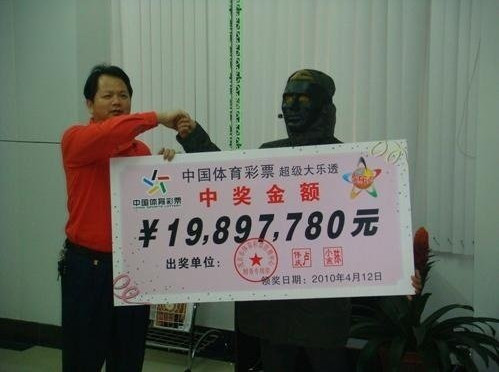 中国体育彩票 超级大乐透
中国体育彩票
中奖金额
¥19,897,780元
出奖单位:
颁奖日期:2010年4月12日